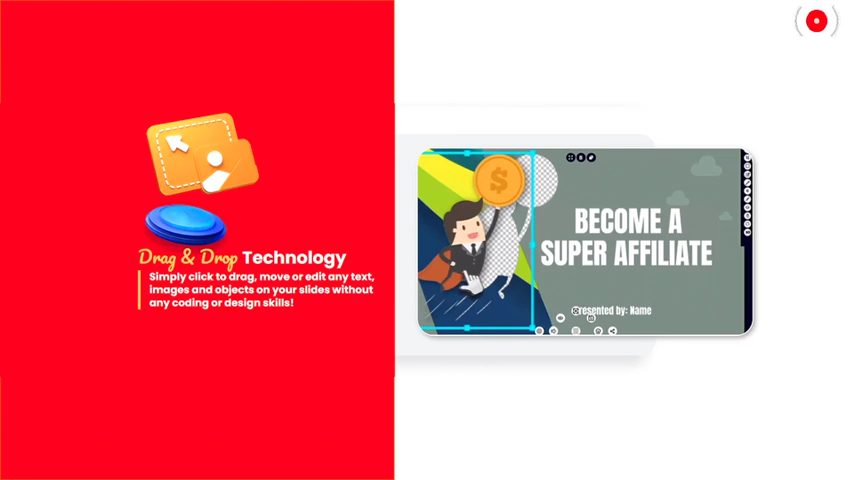 Drag & Drop Technology
Simply click to drag, move or edit any text,
images and objects on your slides without
any coding or design skills!
$
BECOME A
SUPER AFFILIATE
Presented by: Name